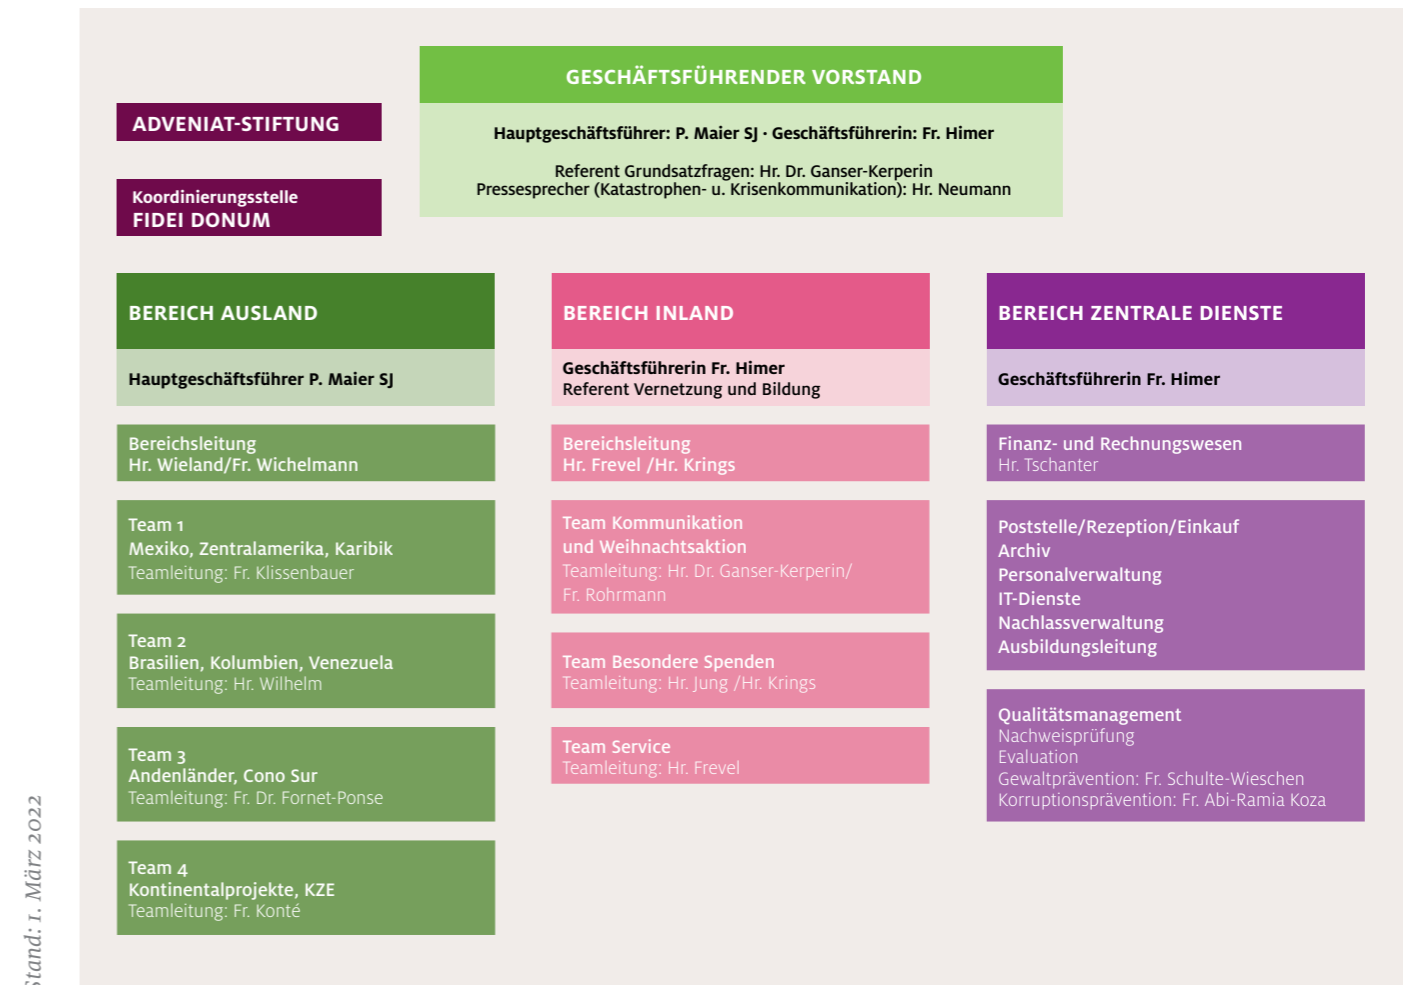 GESCHÄFTSFÜHRENDER VORSTAND
Hauptgeschäftsführer: P. Maier SJ · Geschäftsführerin: Fr. Himer
Referent Grundsatzfragen: Hr. Dr. Ganser-Kerperin
Pressesprecher (Katastrophen- u. Krisenkommunikation): Hr. Neumann
ADVENIAT-STIFTUNG
Koordinierungsstelle
FIDEI DONUM
BEREICH AUSLAND
Hauptgeschäftsführer P. Maier SJ
Bereichsleitung
Hr. Wieland/Fr. Wichelmann
Team 1
Mexiko, Zentralamerika, Karibik
Teamleitung: Fr. Klissenbauer
Team 2
Brasilien, Kolumbien, Venezuela
Teamleitung: Hr. Wilhelm
Team 3
Andenländer, Cono Sur
Teamleitung: Fr. Dr. Fornet-Ponse
Team 4
Kontinentalprojekte, KZE
Teamleitung: Fr. Konté
BEREICH INLAND
Geschäftsführerin Fr. Himer
Referent Vernetzung und Bildung
Bereichsleitung
Hr. Frevel /Hr. Krings
Team Kommunikation
und Weihnachtsaktion
Teamleitung: Hr. Dr. Ganser-Kerperin/
Fr. Rohrmann
Team Besondere Spenden
Teamleitung: Hr. Jung /Hr. Krings
Team Service
Teamleitung: Hr. Frevel
BEREICH ZENTRALE DIENSTE
Geschäftsführerin Fr. Himer
Finanz- und Rechnungswesen
Hr. Tschanter
Poststelle/Rezeption/Einkauf
Archiv
Personalverwaltung
IT-Dienste
Nachlassverwaltung
Ausbildungsleitung
Qualitätsmanagement
Nachweisprüfung
Evaluation
Gewaltprävention: Fr. Schulte-Wieschen
Korruptionsprävention: Fr. Abi-Ramia Koza
Stand: 1. März 2022